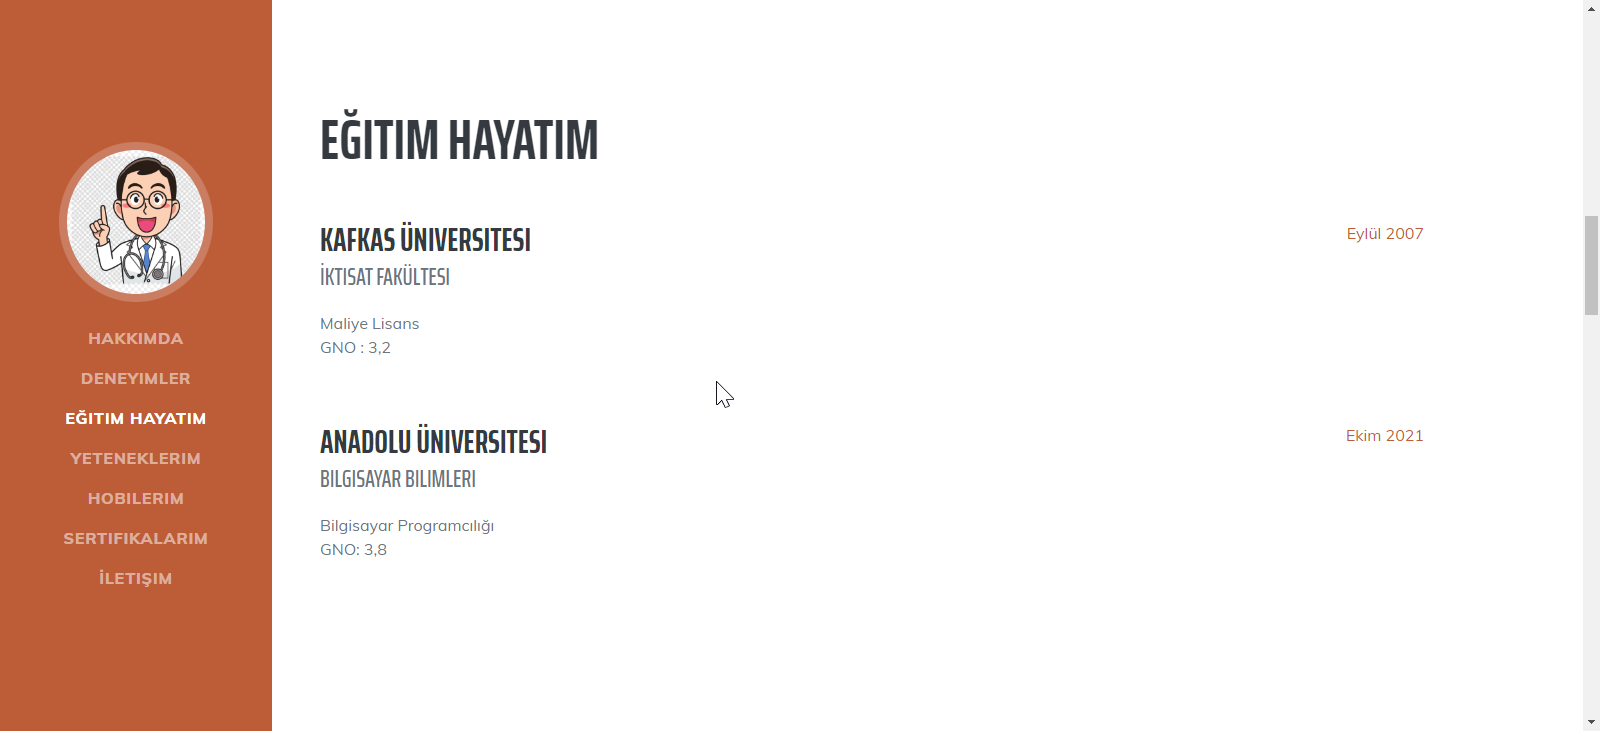 HAKKIMDA
DENEYIMLER
EĞITIM HAYATIM
YETENEKLERIM
HOBILERIM
SERTIFIKALARIM
İLETIŞIM
EĞITIM HAYATIM
KAFKAS ÜNIVERSITESI
Eylül 2007
İKTISAT FAKÜLTESI
Maliye Lisans
GNO : 3,2
ANADOLU ÜNIVERSITESI
Ekim 2021
BILGISAYAR BILIMLERI
Bilgisayar Programcılığı
GNO: 3,8